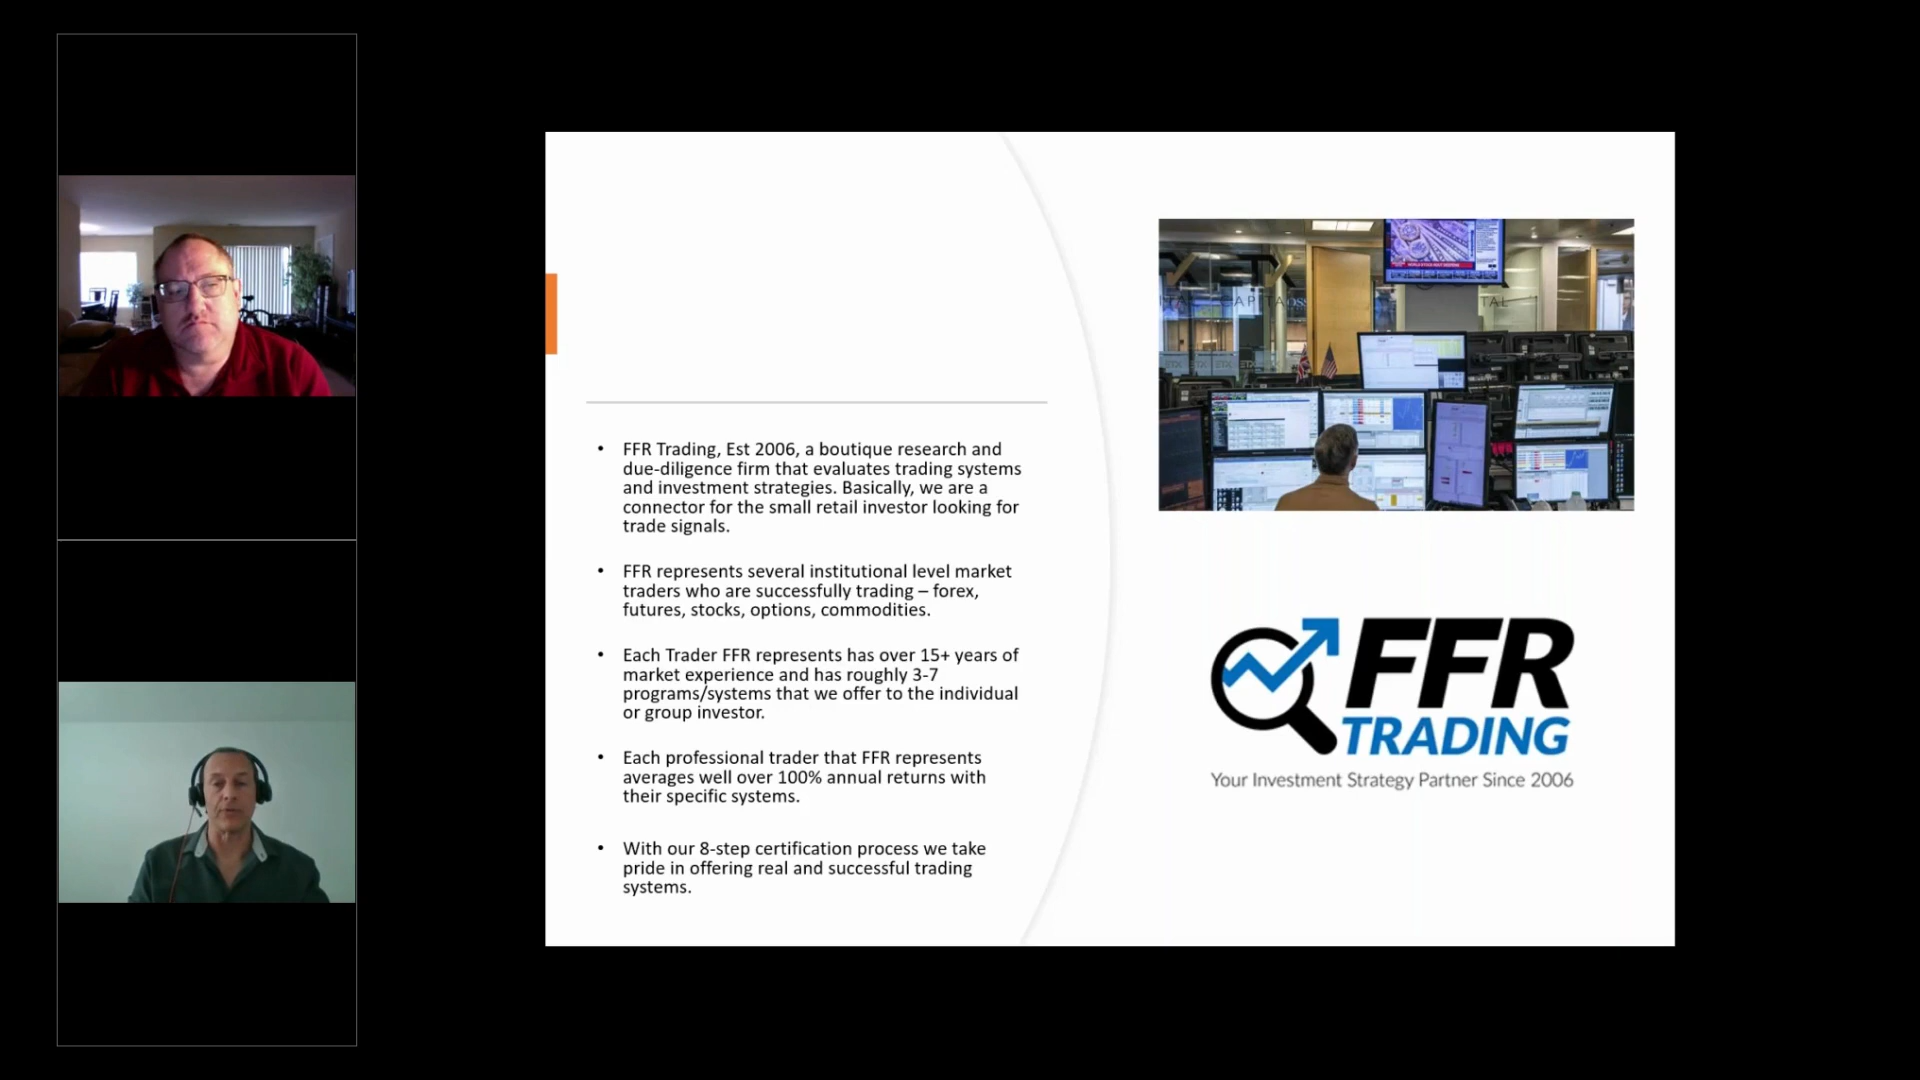 • FFR Trading, Est 2006, a boutique research and
due-diligence firm that evaluates trading systems
and investment strategies. Basically, we are a
connector for the small retail investor looking for
trade signals.
• FFR represents several institutional level market
traders who are successfully trading – forex,
futures, stocks, options, commodities.
• Each Trader FFR represents has over 15+ years of
market experience and has roughly 3-7
programs/systems that we offer to the individual
or group investor.
• Each professional trader that FFR represents
averages well over 100% annual returns with
their specific systems.
• With our 8-step certification process we take
pride in offering real and successful trading
systems.
FFR
TRADING
Your Investment Strategy Partner Since 2006